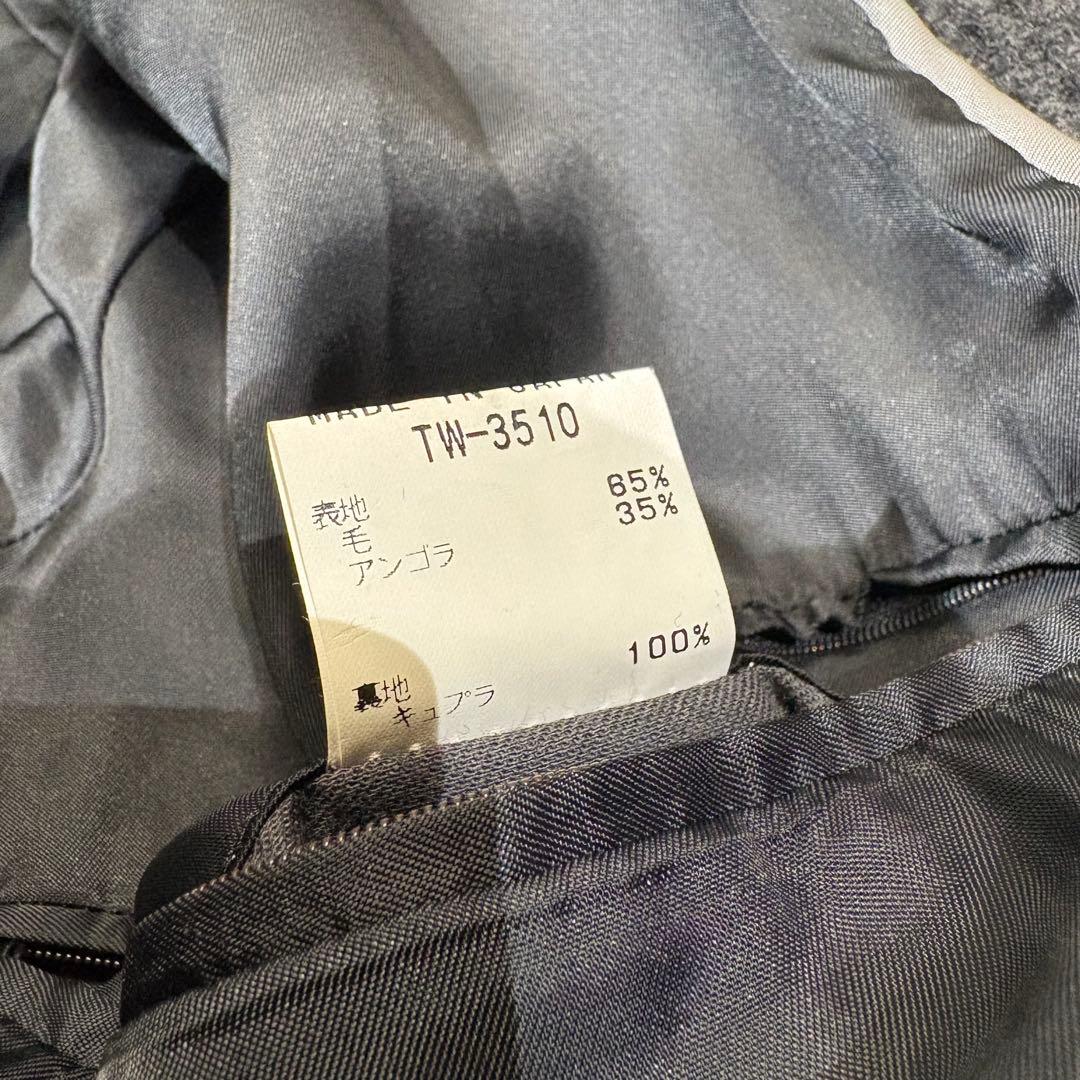 MADE IN JAPAN
TW-3510
表地
毛 65%
アンゴラ 35%
裏地
キュプラ 100%